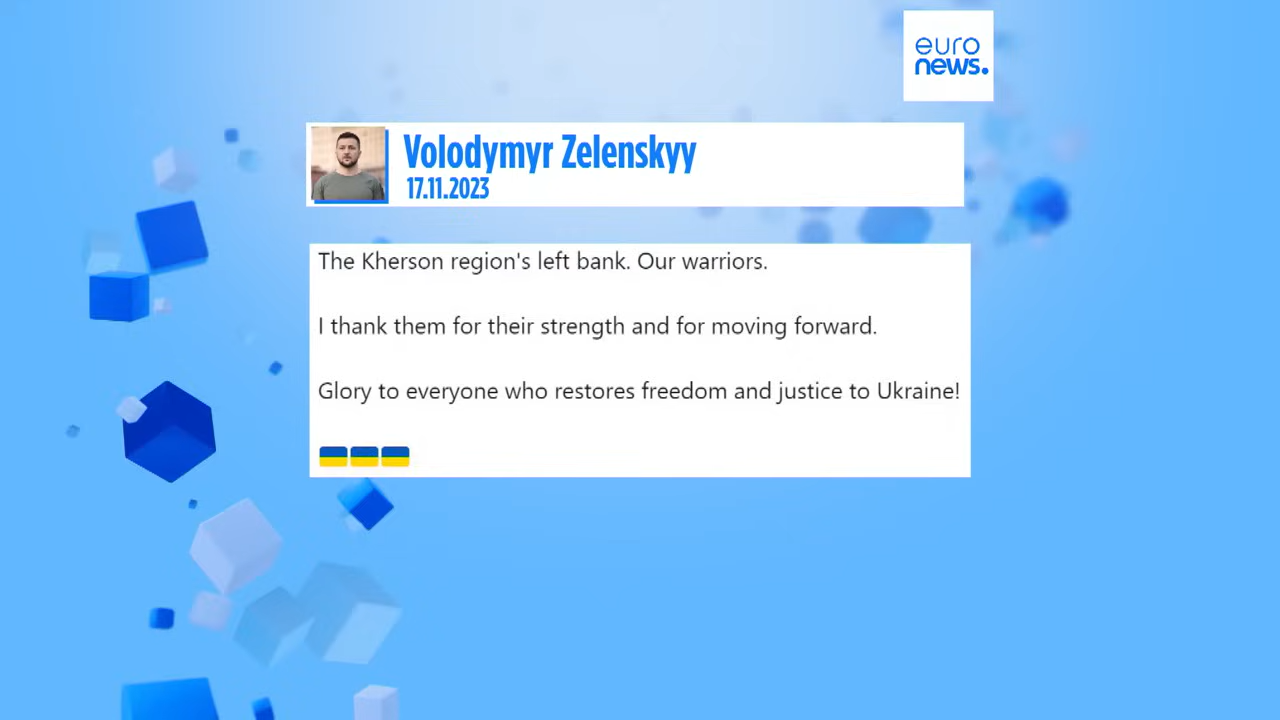 euro
news.
Volodymyr Zelenskyy
17.11.2023
The Kherson region's left bank. Our warriors.
I thank them for their strength and for moving forward.
Glory to everyone who restores freedom and justice to Ukraine!
🇺🇦🇺🇦🇺🇦